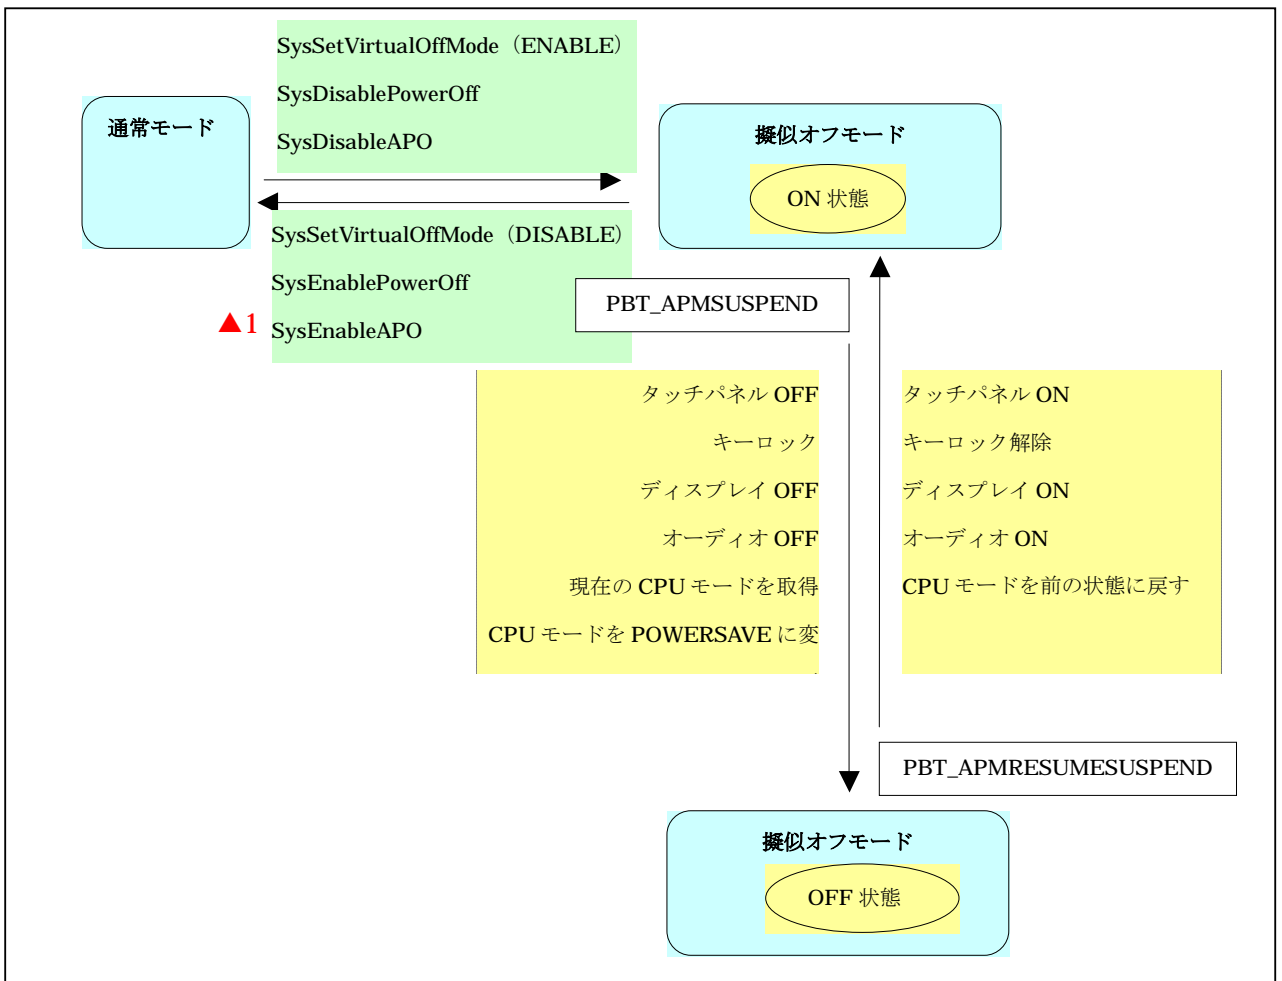 SysSetVirtualOffMode（ENABLE）
SysDisablePowerOff
SysDisableAPO
通常モード
擬似オフモード
ON 状態
SysSetVirtualOffMode（DISABLE）
SysEnablePowerOff
▲1
SysEnableAPO
PBT_APMSUSPEND
タッチパネル OFF
キーロック
ディスプレイ OFF
オーディオ OFF
現在の CPU モードを取得
CPU モードを POWERSAVE に変
タッチパネル ON
キーロック解除
ディスプレイ ON
オーディオ ON
CPU モードを前の状態に戻す
PBT_APMRESUMESUSPEND
擬似オフモード
OFF 状態